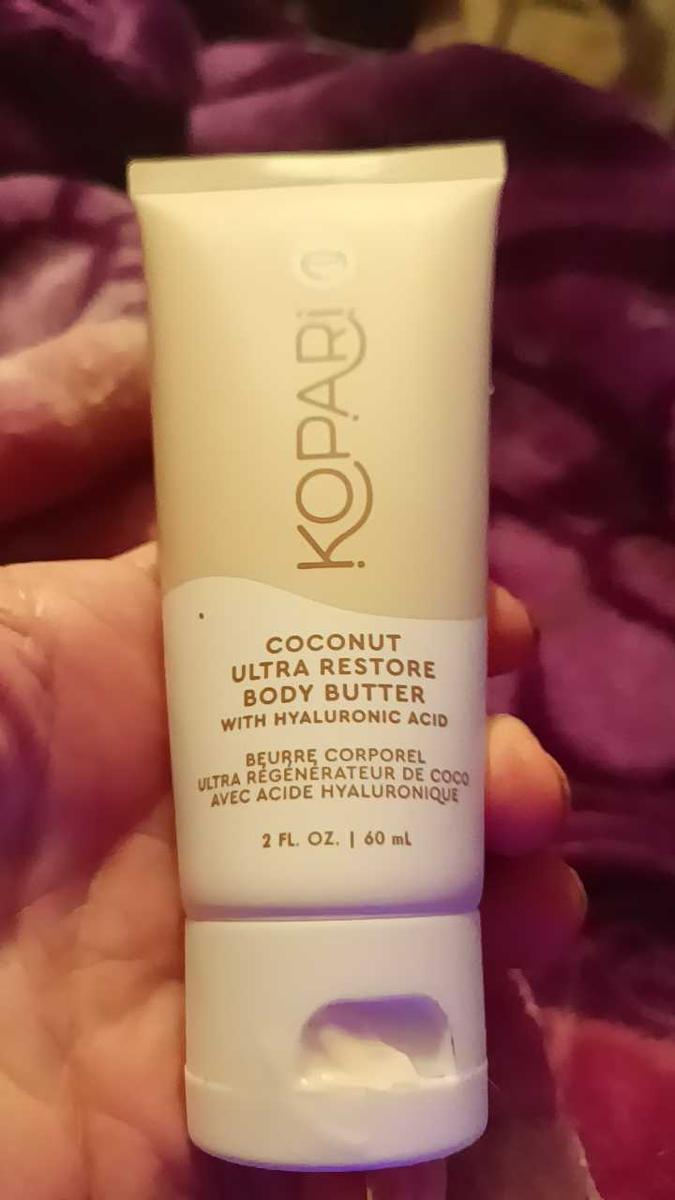 KOPARI
COCONUT
ULTRA RESTORE
BODY BUTTER
WITH HYALURONIC ACID
BEURRE CORPOREL
ULTRA RÉGÉNÉRATEUR DE COCO
AVEC ACIDE HYALURONIQUE
2 FL. OZ. | 60 mL